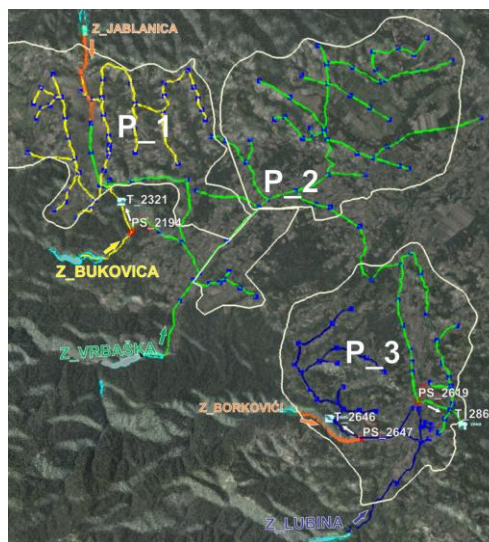 Z_JABLANICA
P_1
P_2
T_2321
PS_2194
Z_BUKOVICA
Z_VRBAŠKA
P_3
PS_2619
Z_BORKOVIĆI
T_2646
T_286
PS_2647
Z_LUBINA